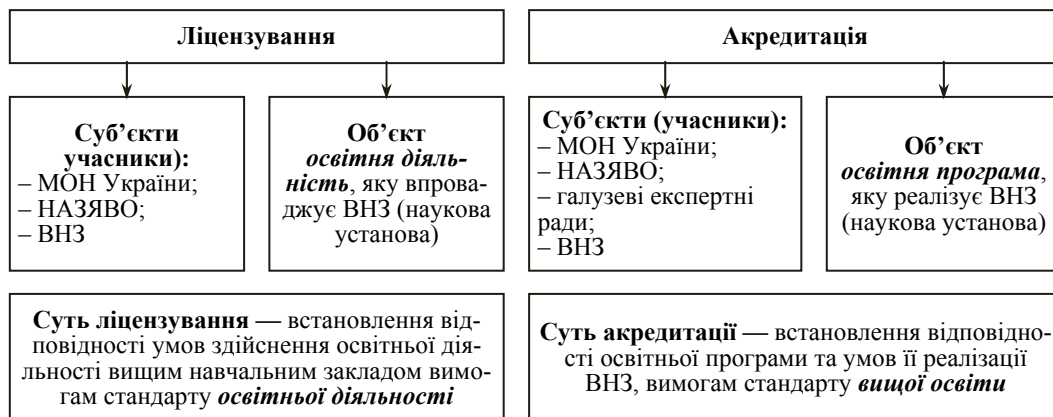 Ліцензування
Суб’єкти
учасники):
– МОН України;
– НАЗЯВО;
– ВНЗ
Об’єкт
освітня діяль-
ність, яку впрова-
джує ВНЗ (наукова
установа)
Суть ліцензування — встановлення від-
повідності умов здійснення освітньої дія-
льності вищим навчальним закладом вимо-
гам стандарту освітньої діяльності
Акредитація
Суб’єкти (учасники):
– МОН України;
– НАЗЯВО;
– галузеві експертні
ради;
– ВНЗ
Об’єкт
освітня програма,
яку реалізує ВНЗ
(наукова установа)
Суть акредитації — встановлення відповідно-
сті освітньої програми та умов її реалізації
ВНЗ, вимогам стандарту вищої освіти